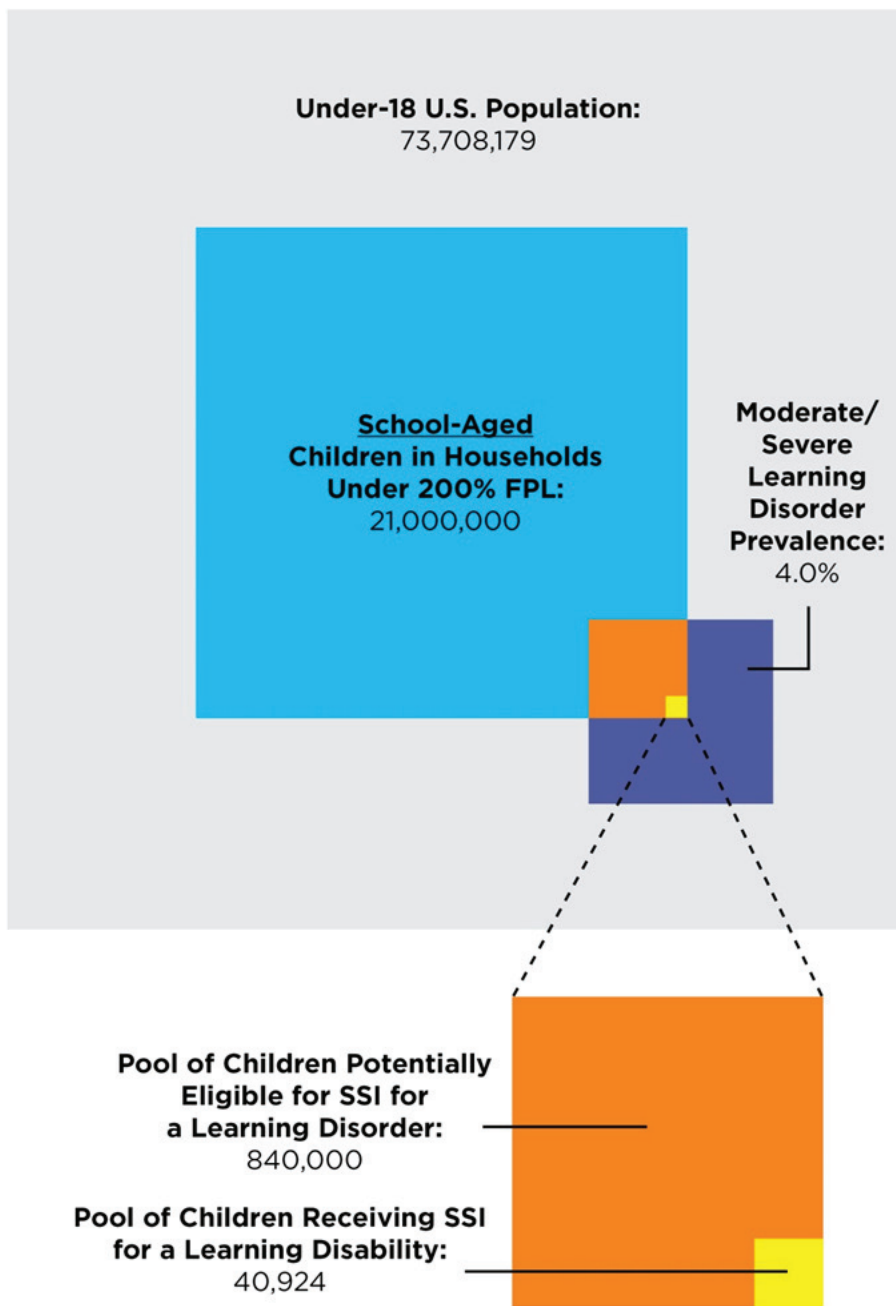 Under-18 U.S. Population:
73,708,179
School-Aged
Children in Households
Under 200% FPL:
21,000,000
Moderate/
Severe
Learning
Disorder
Prevalence:
4.0%
Pool of Children Potentially
Eligible for SSI for
a Learning Disorder:
840,000
Pool of Children Receiving SSI
for a Learning Disability:
40,924